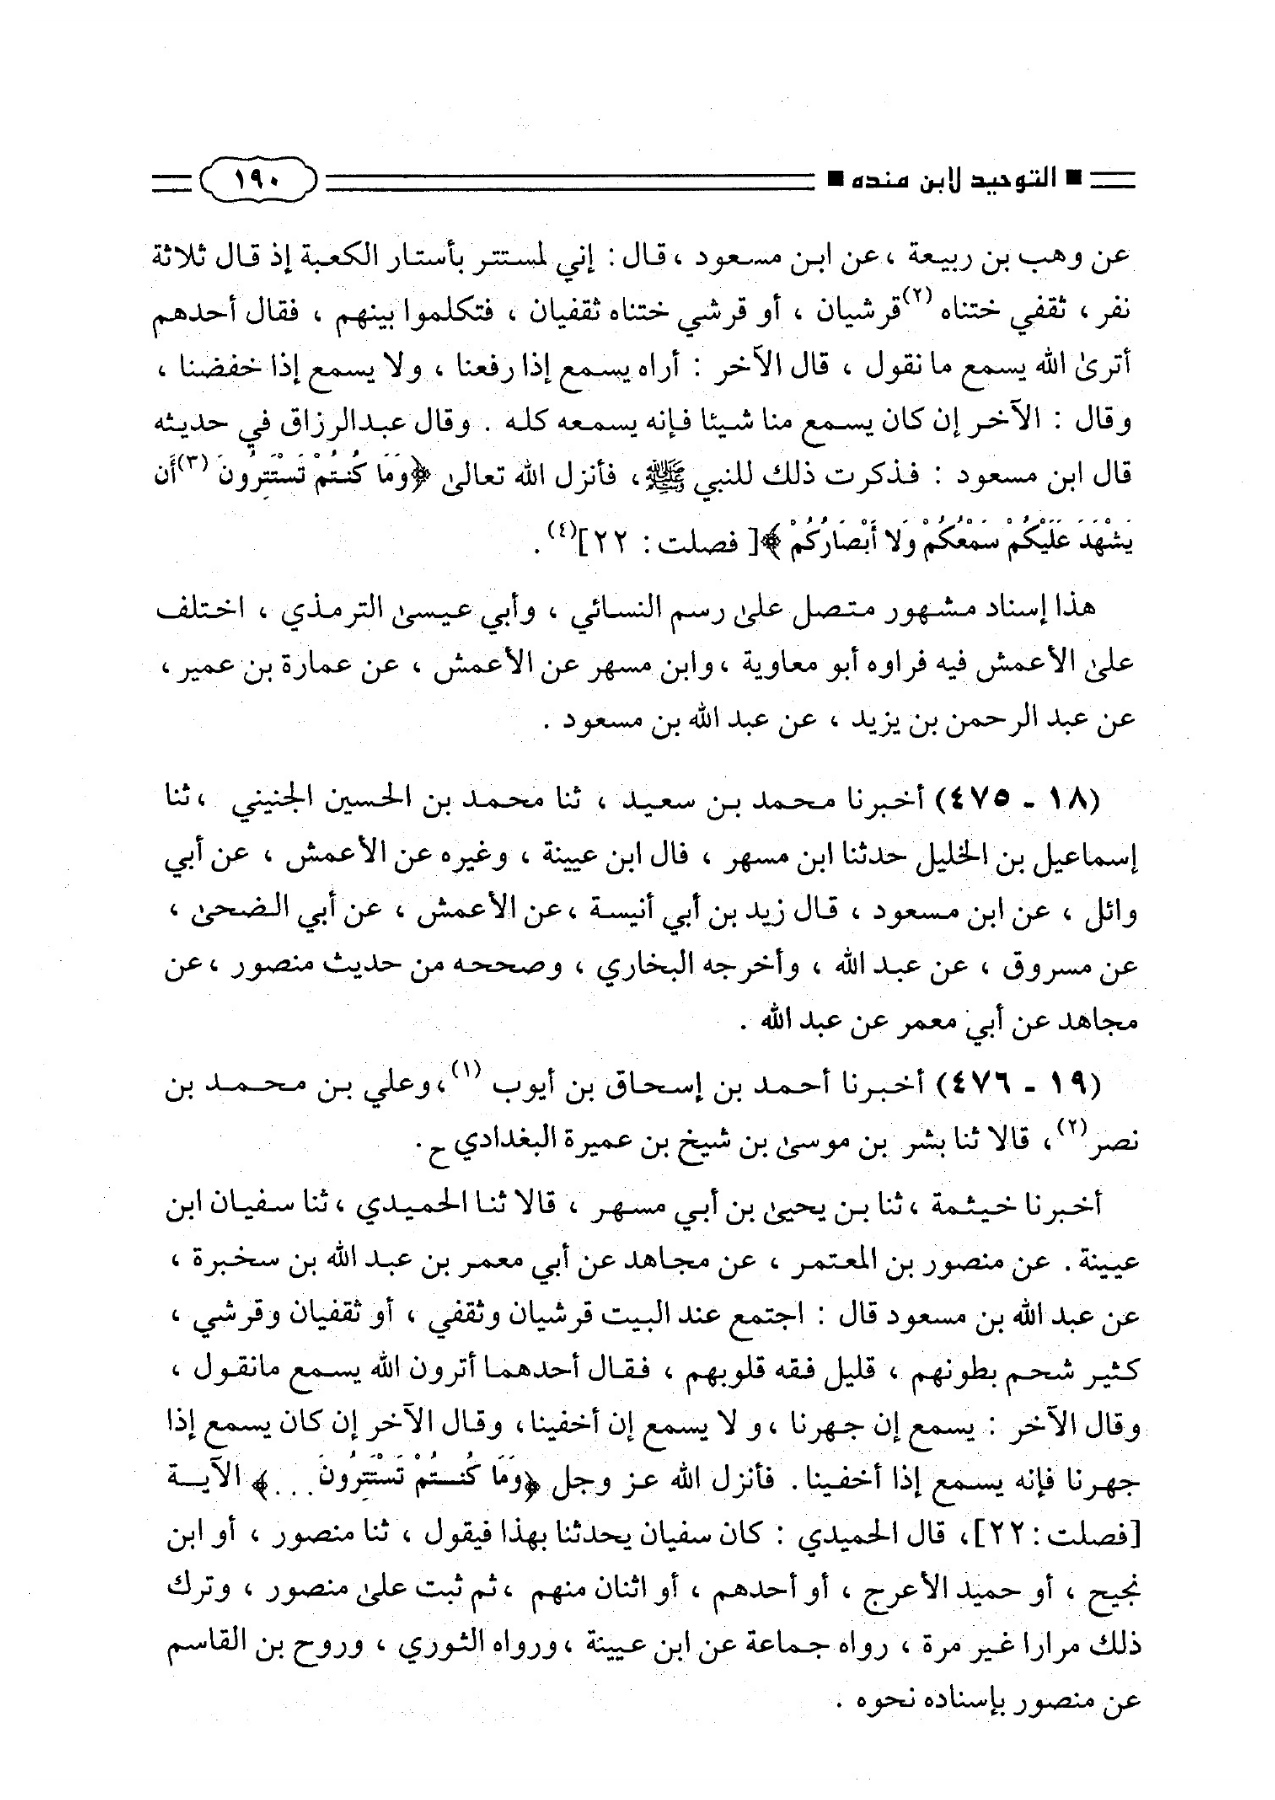 ■ التوحيد لابن منده ■ ١٩٠
عن وهب بن ربيعة ، عن ابن مسعود ، قال : إني لمستتر بأستار الكعبة إذ قال ثلاثة
نفر ، ثقفي ختناه (٢) قرشيان ، أو قرشي ختناه ثقفيان ، فتكلموا بينهم ، فقال أحدهم
أترىٰ الله يسمع ما نقول ، قال الآخر : أراه يسمع إذا رفعنا ، ولا يسمع إذا خفضنا ،
وقال : الآخر إن كان يسمع منا شيئا فإنه يسمعه كله . وقال عبدالرزاق في حديثه
قال ابن مسعود : فذكرت ذلك للنبي ﷺ، فأنزل الله تعالىٰ ﴿وَمَا كُنتُمْ تَسْتَتِرُونَ (٣) أَن
يَشْهَدَ عَلَيْكُمْ سَمْعُكُمْ وَلَا أَبْصَارُكُمْ ﴾[ فصلت : ٢٢](٤) .
هذا إسناد مشهور متصل علىٰ رسم النسائي ، وأبي عيسىٰ الترمذي ، اختلف
علىٰ الأعمش فيه فراوه أبو معاوية ، وابن مسهر عن الأعمش ، عن عمارة بن عمير ،
عن عبد الرحمن بن يزيد ، عن عبد الله بن مسعود .
(١٨ - ٤٧٥) أخبرنا محمد بن سعيد ، ثنا محمد بن الحسين الجنيني ، ثنا
إسماعيل بن الخليل حدثنا ابن مسهر ، فال ابن عيينة ، وغيره عن الأعمش ، عن أبي
وائل ، عن ابن مسعود ، قال زيد بن أبي أنيسة ، عن الأعمش ، عن أبي الضحىٰ ،
عن مسروق ، عن عبد الله ، وأخرجه البخاري ، وصححه من حديث منصور ، عن
مجاهد عن أبي معمر عن عبد الله .
(١٩ - ٤٧٦) أخبرنا أحمد بن إسحاق بن أيوب (١)، وعلي بن محمد بن
نصر(٢)، قالا ثنا بشر بن موسىٰ بن شيخ بن عميرة البغدادي ح.
أخبرنا خيثمة ، ثنا بن يحيىٰ بن أبي مسهر ، قالا ثنا الحميدي ، ثنا سفيان ابن
عيينة . عن منصور بن المعتمر ، عن مجاهد عن أبي معمر بن عبد الله بن سخبرة ،
عن عبد الله بن مسعود قال : اجتمع عند البيت قرشيان وثقفي ، أو ثقفيان وقرشي ،
كثير شحم بطونهم ، قليل فقه قلوبهم ، فقال أحدهما أترون الله يسمع مانقول ،
وقال الآخر : يسمع إن جهرنا ، و لا يسمع إن أخفينا ، وقال الآخر إن كان يسمع إذا
جهرنا فإنه يسمع إذا أخفينا . فأنزل الله عز وجل ﴿وَمَا كُنتُمْ تَسْتَتِرُونَ ...﴾ الآية
[فصلت : ٢٢]، قال الحميدي : كان سفيان يحدثنا بهذا فيقول ، ثنا منصور ، أو ابن
نجيح ، أو حميد الأعرج ، أو أحدهم ، أو اثنان منهم ، ثم ثبت علىٰ منصور ، وترك
ذلك مرارا غير مرة ، رواه جماعة عن ابن عيينة ، ورواه الثوري ، وروح بن القاسم
عن منصور بإسناده نحوه .